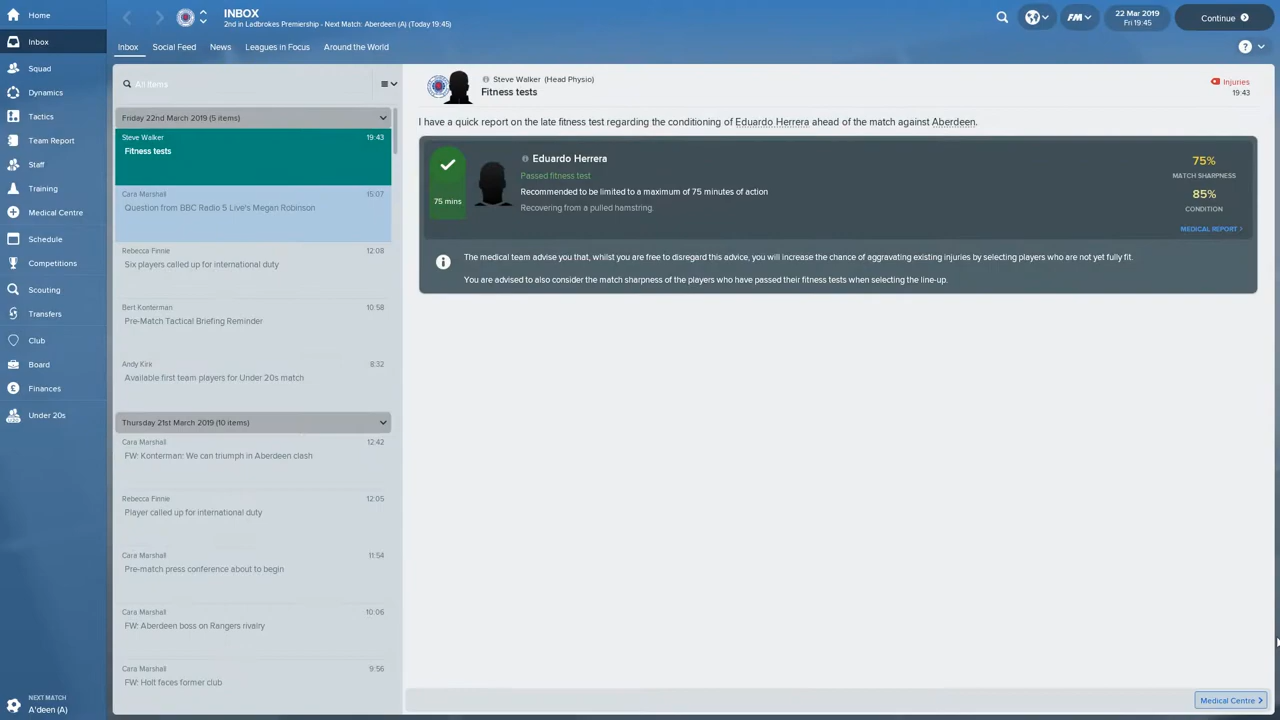 Home
Inbox
Squad
Dynamics
Tactics
Team Report
Staff
Training
Medical Centre
Schedule
Competitions
Scouting
Transfers
Club
Board
Finances
Under 20s
NEXT MATCH
A'deen (A)
INBOX
2nd in Ladbrokes Premiership - Next Match: Aberdeen (A) (Today 19:45)
FM
22 Mar 2019
Fri 19:45
Continue
Inbox
Social Feed
News
Leagues in Focus
Around the World
?
All Items
Friday 22nd March 2019 (5 items)
Steve Walker 19:43
Fitness tests
Cara Marshall 15:07
Question from BBC Radio 5 Live's Megan Robinson
Rebecca Finnie 12:08
Six players called up for international duty
Bert Konterman 10:58
Pre-Match Tactical Briefing Reminder
Andy Kirk 8:32
Available first team players for Under 20s match
Thursday 21st March 2019 (10 items)
Cara Marshall 12:42
FW: Konterman: We can triumph in Aberdeen clash
Rebecca Finnie 12:05
Player called up for international duty
Cara Marshall 11:54
Pre-match press conference about to begin
Cara Marshall 10:06
FW: Aberdeen boss on Rangers rivalry
Cara Marshall 9:56
FW: Holt faces former club
Steve Walker (Head Physio)
Fitness tests
Injuries
19:43
I have a quick report on the late fitness test regarding the conditioning of Eduardo Herrera ahead of the match against Aberdeen.
75 mins
Eduardo Herrera
Passed fitness test
Recommended to be limited to a maximum of 75 minutes of action
Recovering from a pulled hamstring.
75%
MATCH SHARPNESS
85%
CONDITION
MEDICAL REPORT >
The medical team advise you that, whilst you are free to disregard this advice, you will increase the chance of aggravating existing injuries by selecting players who are not yet fully fit.
You are advised to also consider the match sharpness of the players who have passed their fitness tests when selecting the line-up.
Medical Centre >